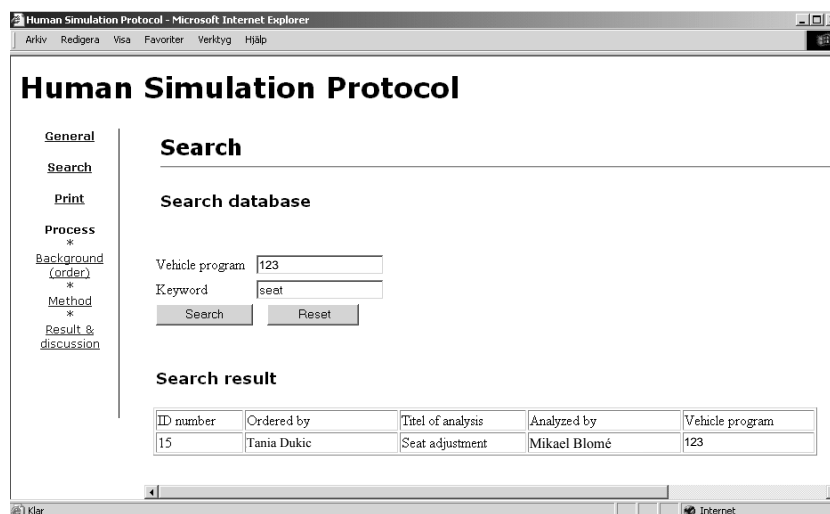 Human Simulation Protocol - Microsoft Internet Explorer
Arkiv Redigera Visa Favoriter Verktyg Hjälp
Human Simulation Protocol
General
Search
Print
Process
*
Background
(order)
*
Method
*
Result &
discussion
Search
Search database
Vehicle program 123
Keyword seat
Search Reset
Search result
ID number Ordered by Titel of analysis Analyzed by Vehicle program
15 Tania Dukic Seat adjustment Mikael Blomé 123
Klar Internet